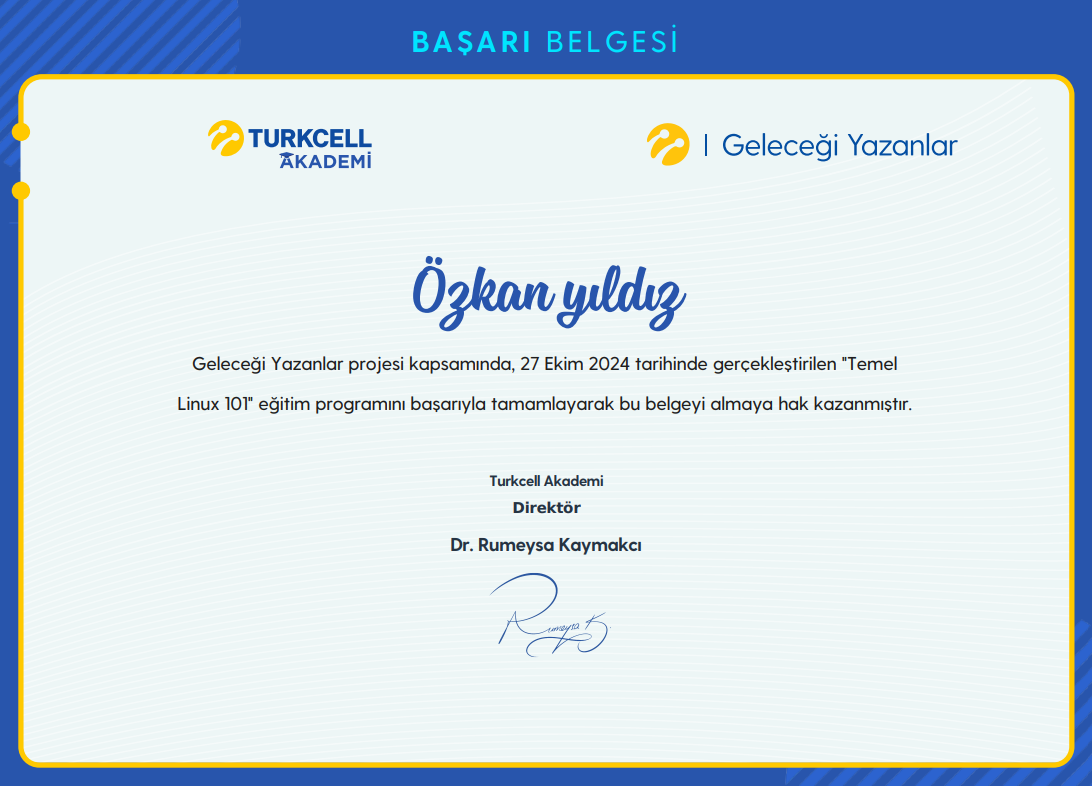 BAŞARI BELGESİ
TURKCELL
AKADEMİ
Geleceği Yazanlar
Özkan yıldız
Geleceği Yazanlar projesi kapsamında, 27 Ekim 2024 tarihinde gerçekleştirilen "Temel
Linux 101" eğitim programını başarıyla tamamlayarak bu belgeyi almaya hak kazanmıştır.
Turkcell Akademi
Direktör
Dr. Rumeysa Kaymakcı
Rumeysa K